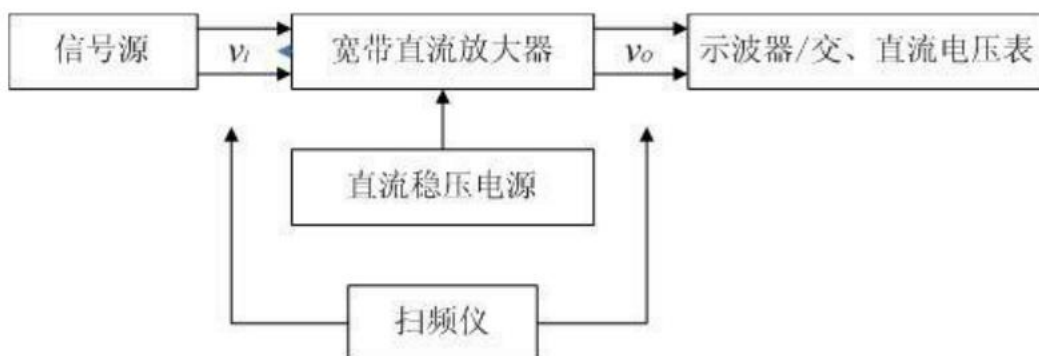 信号源
vi
宽带直流放大器
vo
示波器/交、直流电压表
直流稳压电源
扫频仪